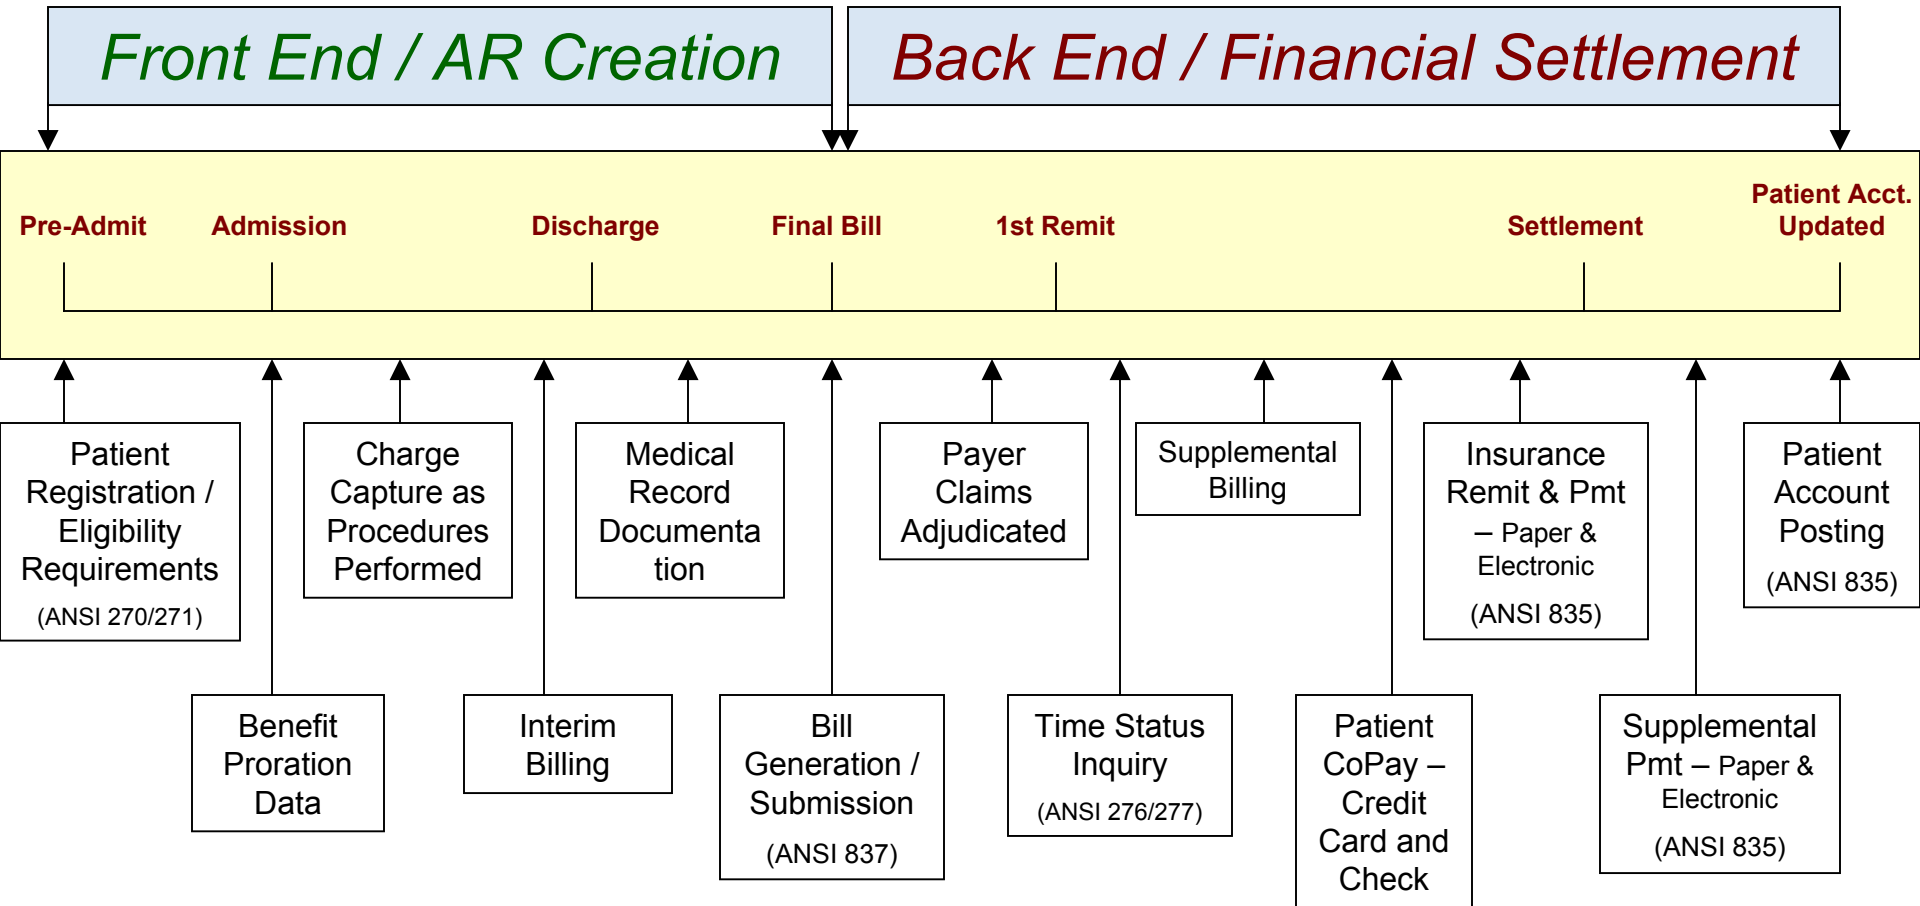 Front End / AR Creation
Back End / Financial Settlement
Pre-Admit
Admission
Discharge
Final Bill
1st Remit
Settlement
Patient Acct.
Updated
Patient
Registration /
Eligibility
Requirements
(ANSI 270/271)
Charge
Capture as
Procedures
Performed
Medical
Record
Documenta
tion
Payer
Claims
Adjudicated
Supplemental
Billing
Insurance
Remit & Pmt
– Paper &
Electronic
(ANSI 835)
Patient
Account
Posting
(ANSI 835)
Benefit
Proration
Data
Interim
Billing
Bill
Generation /
Submission
(ANSI 837)
Time Status
Inquiry
(ANSI 276/277)
Patient
CoPay –
Credit
Card and
Check
Supplemental
Pmt – Paper &
Electronic
(ANSI 835)